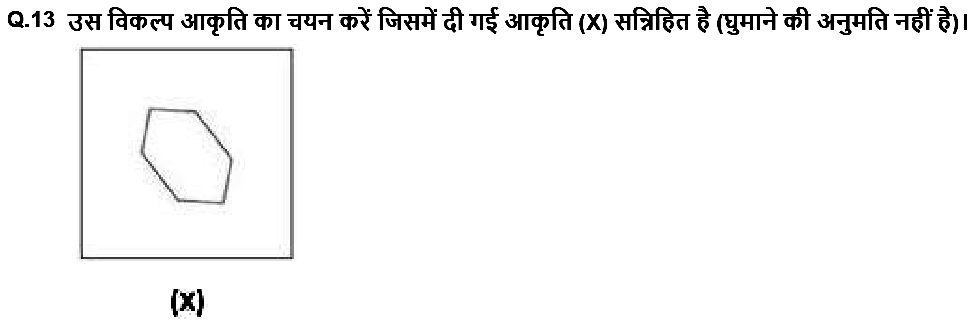 Q.13 उस विकल्प आकृति का चयन करें जिसमें दी गई आकृति (X) सन्निहित है (घुमाने की अनुमति नहीं है)।
(X)